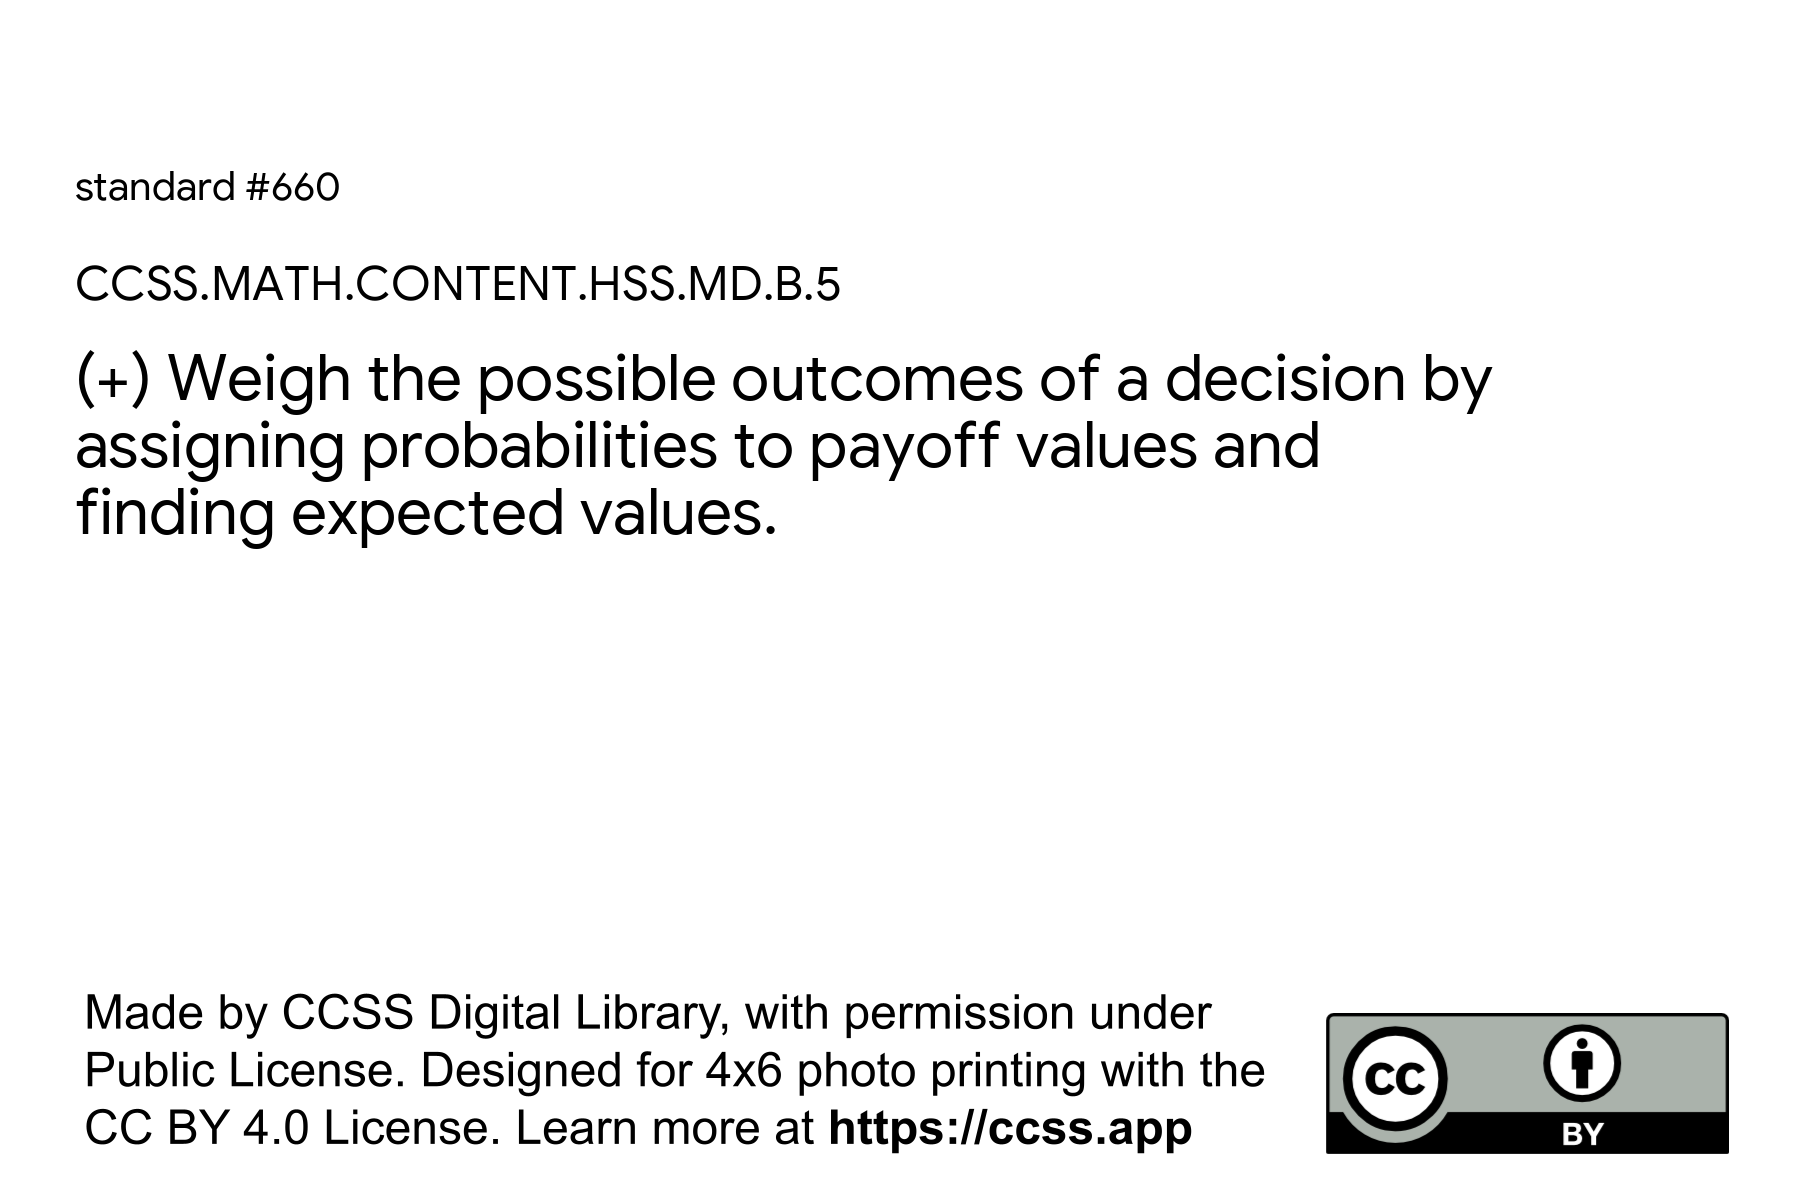 standard #660
CCSS.MATH.CONTENT.HSS.MD.B.5
(+) Weigh the possible outcomes of a decision by
assigning probabilities to payoff values and
finding expected values.
Made by CCSS Digital Library, with permission under
Public License. Designed for 4x6 photo printing with the
CC BY 4.0 License. Learn more at https://ccss.app
CC
BY